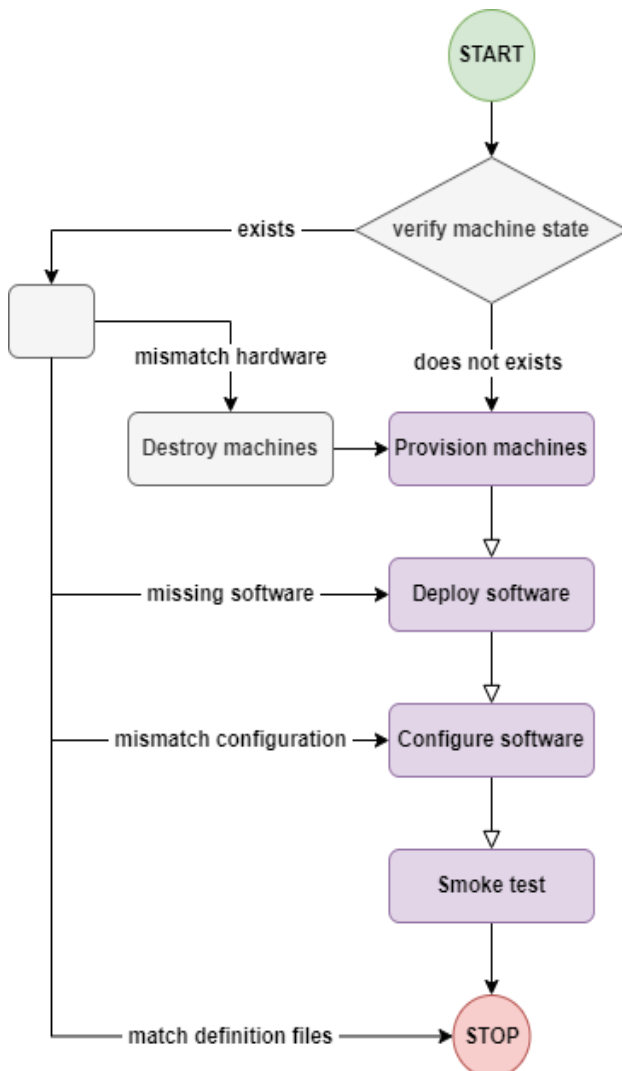 START
verify machine state
exists
mismatch hardware
does not exists
Destroy machines
Provision machines
missing software
Deploy software
mismatch configuration
Configure software
Smoke test
match definition files
STOP